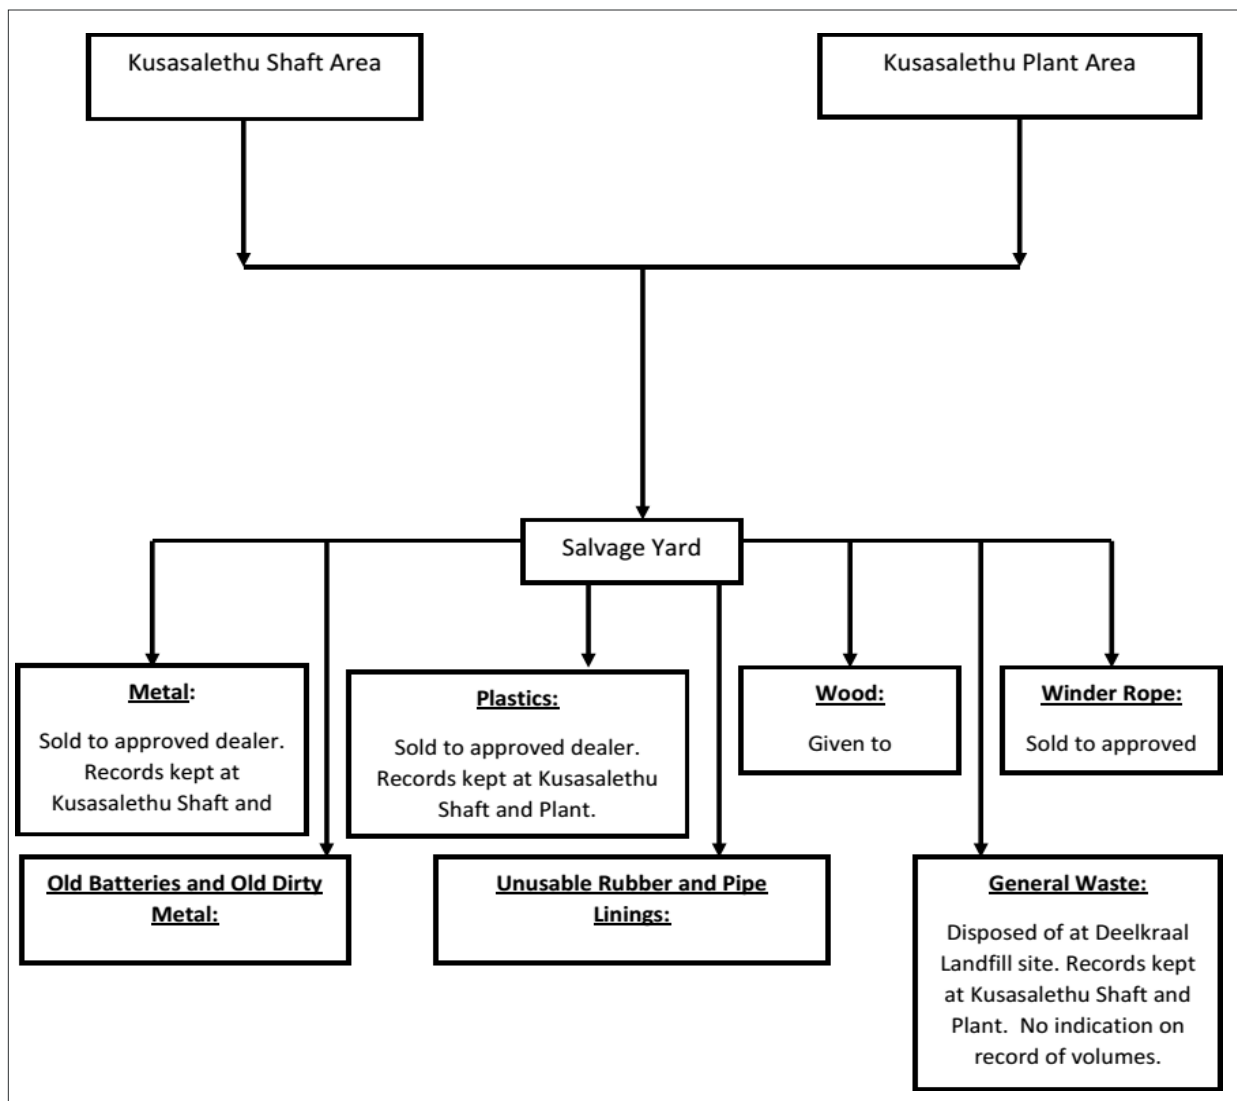 Kusasalethu Shaft Area
Kusasalethu Plant Area
Salvage Yard
Metal:
Sold to approved dealer.
Records kept at
Kusasalethu Shaft and
Plastics:
Sold to approved dealer.
Records kept at Kusasalethu
Shaft and Plant.
Wood:
Given to
Winder Rope:
Sold to approved
Old Batteries and Old Dirty
Metal:
Unusable Rubber and Pipe
Linings:
General Waste:
Disposed of at Deelkraal
Landfill site. Records kept
at Kusasalethu Shaft and
Plant.  No indication on
record of volumes.